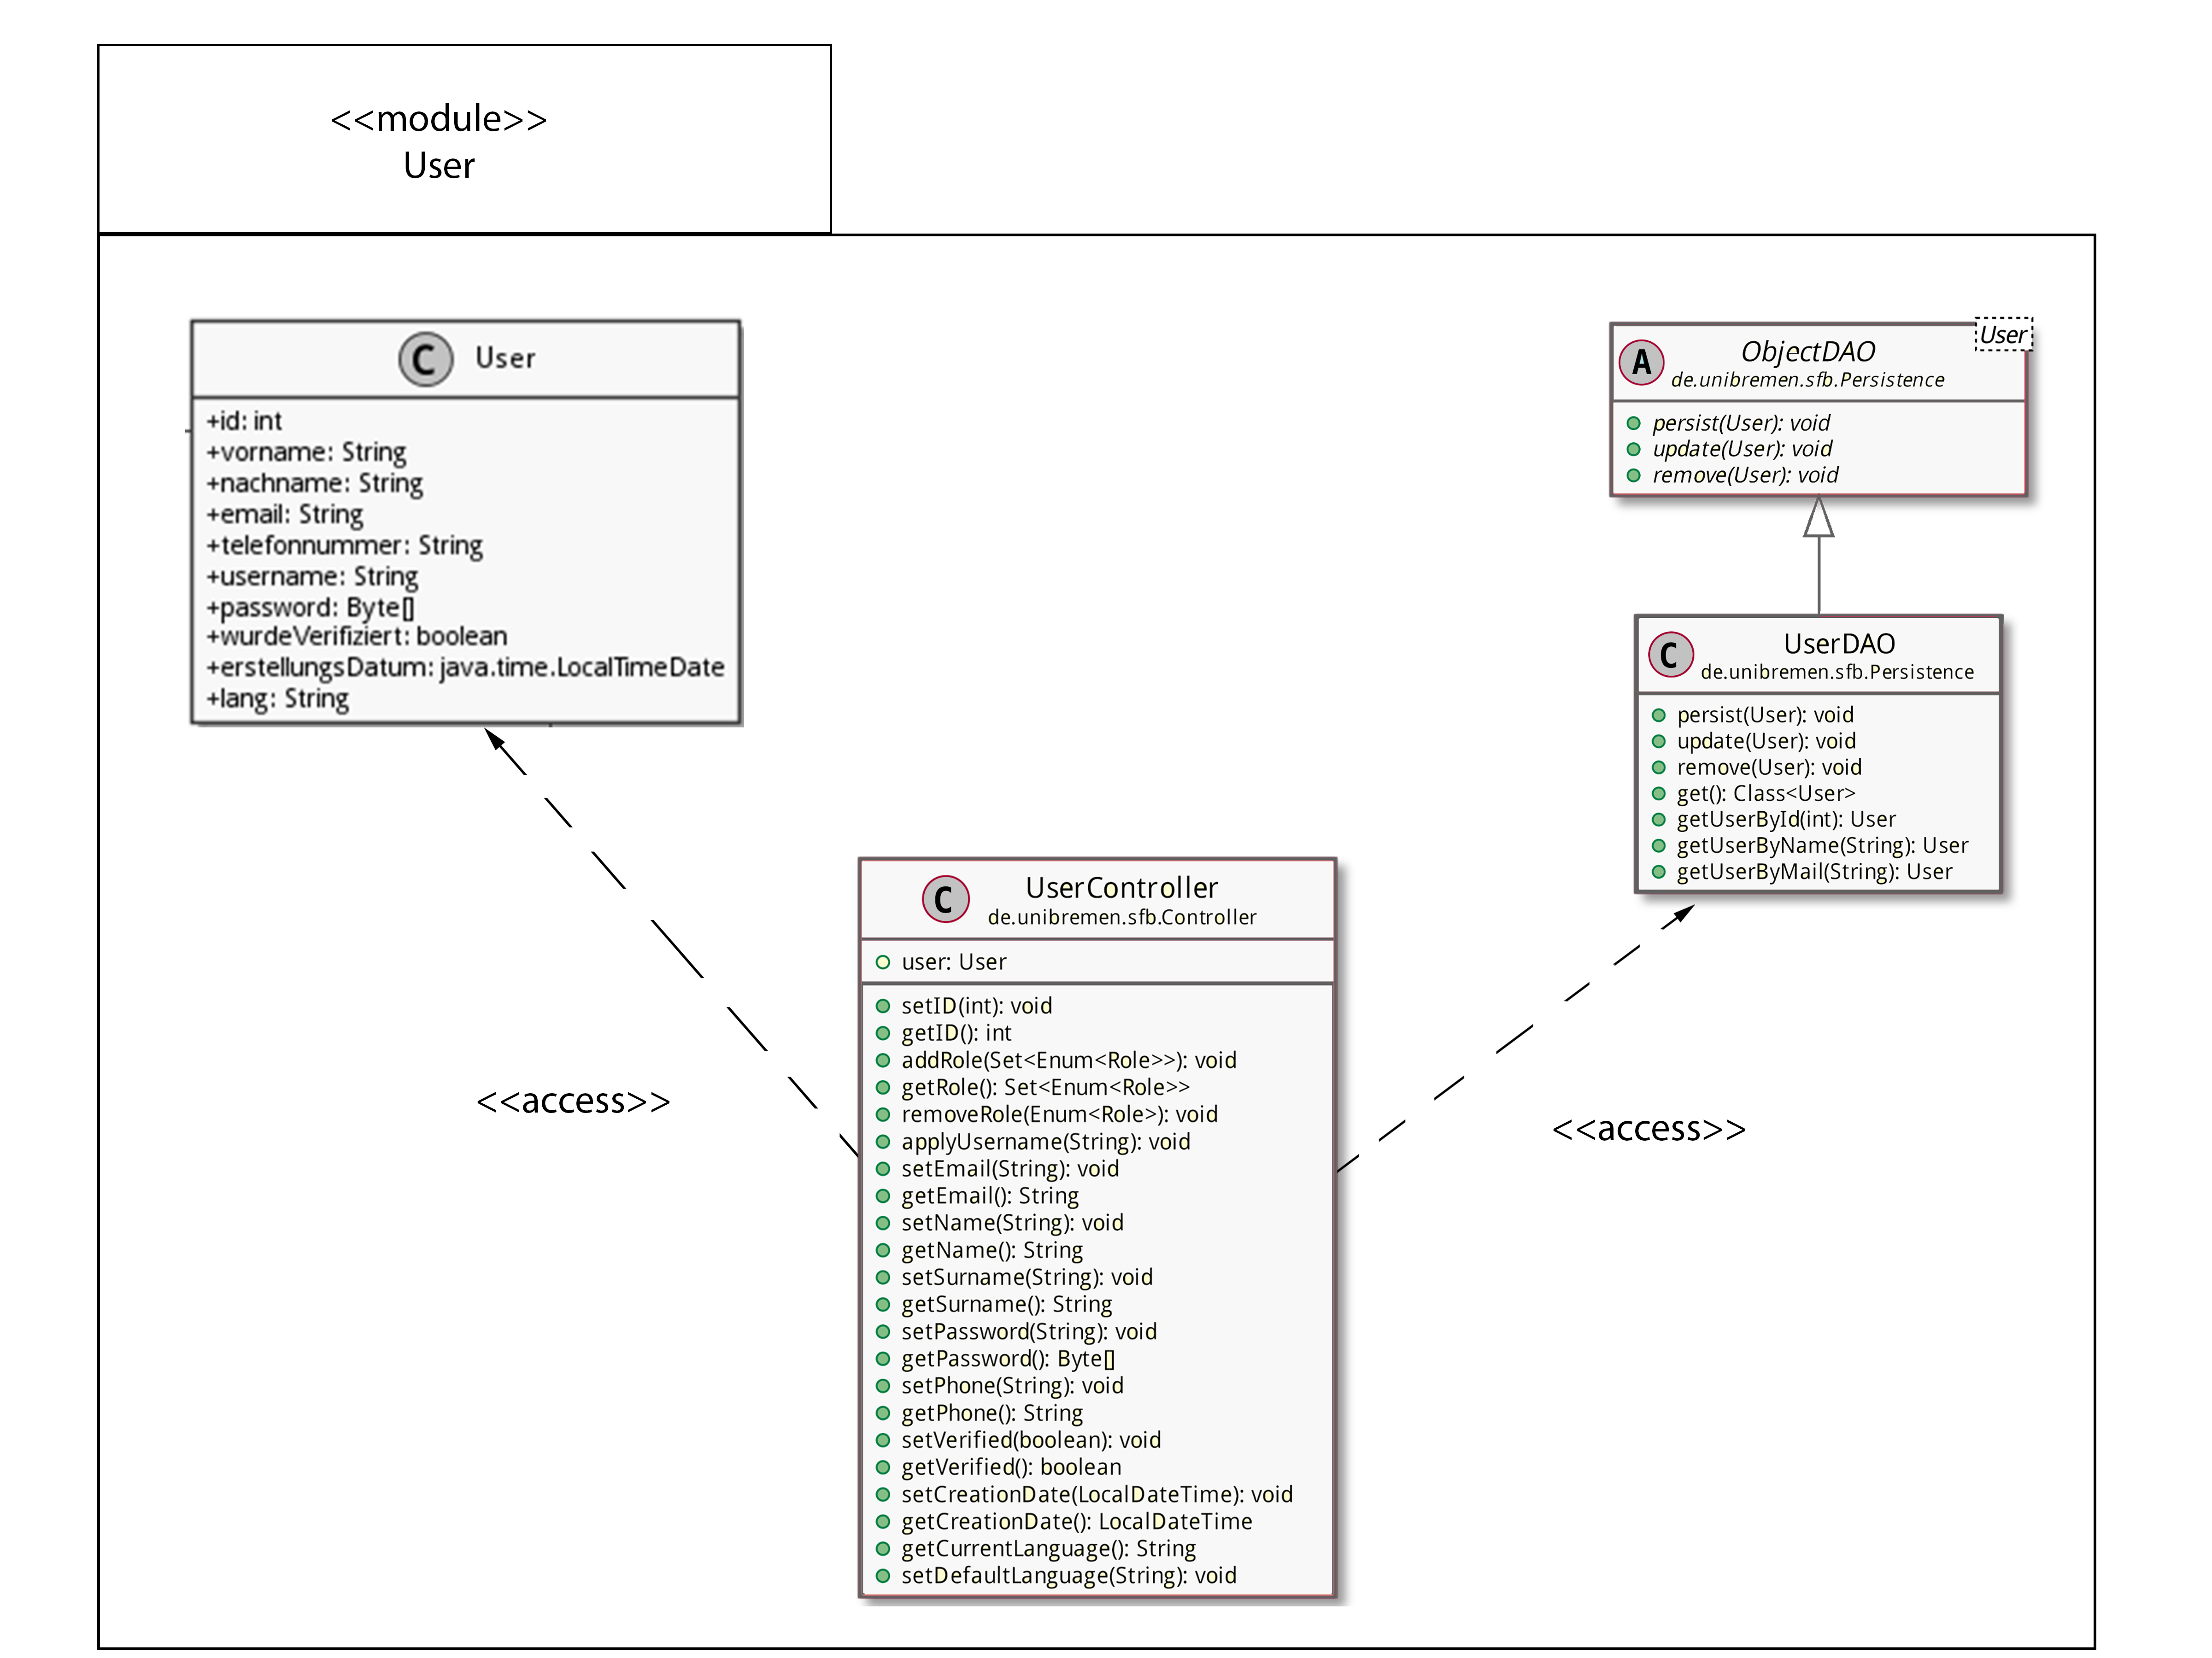 <<module>>
User
C User
+id: int
+vorname: String
+nachname: String
+email: String
+telefonnummer: String
+username: String
+password: Byte[]
+wurdeVerifiziert: boolean
+erstellungsDatum: java.time.LocalTimeDate
+lang: String
User
A ObjectDAO
de.unibremen.sfb.Persistence
persist(User): void
update(User): void
remove(User): void
C UserDAO
de.unibremen.sfb.Persistence
persist(User): void
update(User): void
remove(User): void
get(): Class<User>
getUserById(int): User
getUserByName(String): User
getUserByMail(String): User
C UserController
de.unibremen.sfb.Controller
user: User
setID(int): void
getID(): int
addRole(Set<Enum<Role>>): void
getRole(): Set<Enum<Role>>
removeRole(Enum<Role>): void
applyUsername(String): void
setEmail(String): void
getEmail(): String
setName(String): void
getName(): String
setSurname(String): void
getSurname(): String
setPassword(String): void
getPassword(): Byte[]
setPhone(String): void
getPhone(): String
setVerified(boolean): void
getVerified(): boolean
setCreationDate(LocalDateTime): void
getCreationDate(): LocalDateTime
getCurrentLanguage(): String
setDefaultLanguage(String): void
<<access>>
<<access>>